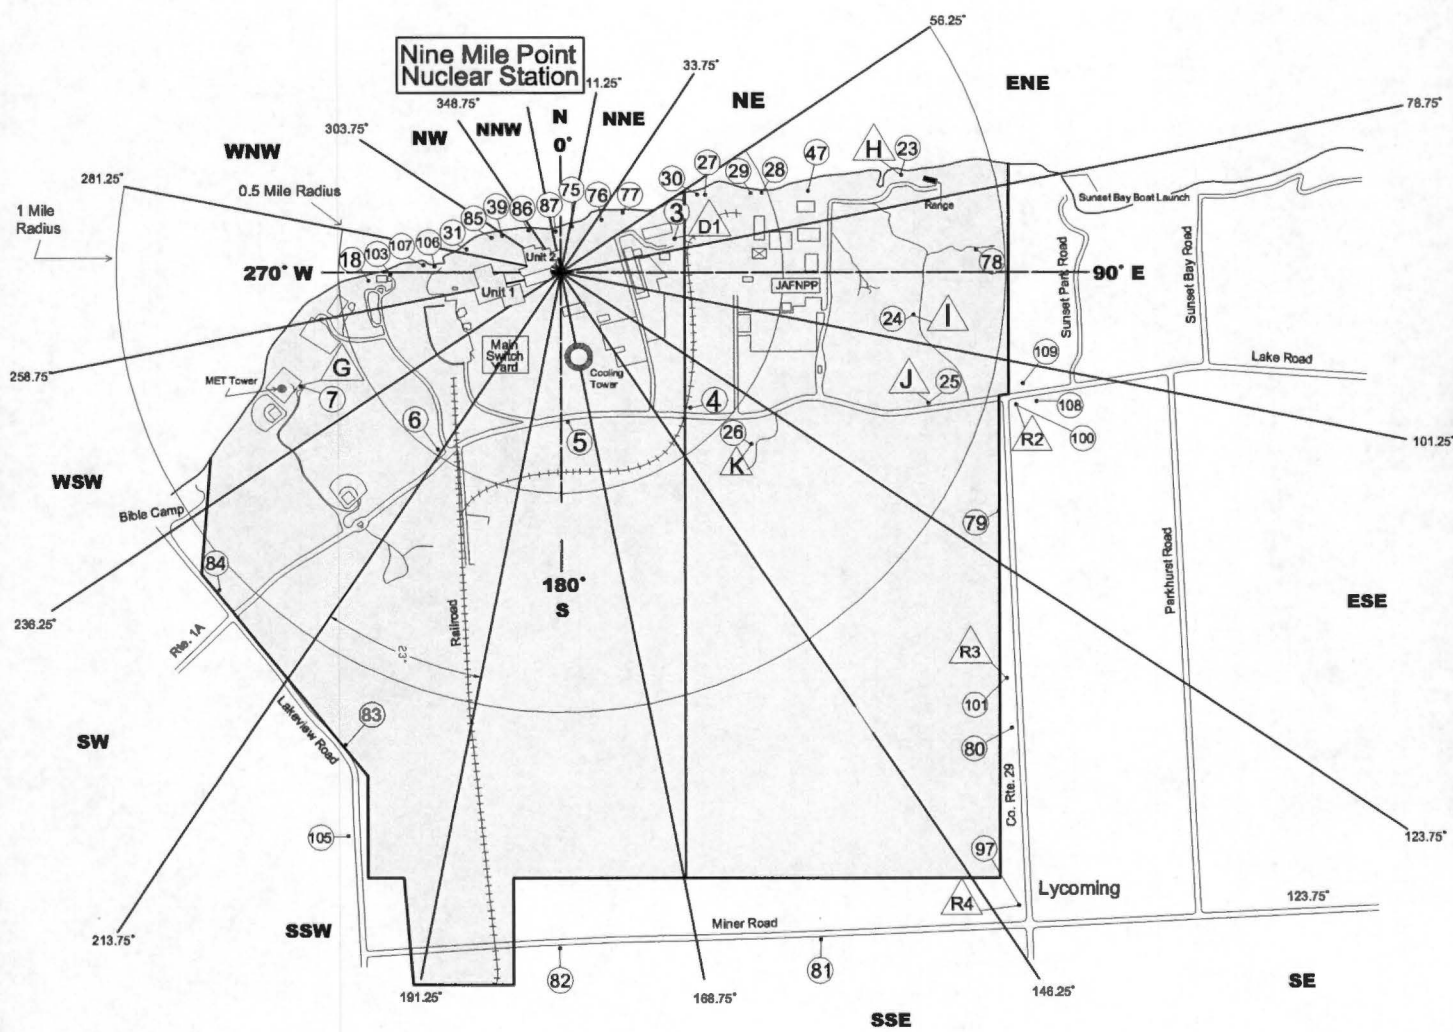 56.25°
Nine Mile Point
Nuclear Station
33.75°
ENE
11.25°
NE
348.75°
N
NNE
78.75°
303.75°
NW
NNW
0°
WNW
H
23
47
281.25°
0.5 Mile Radius
30
27
29
28
75
76
77
87
86
39
85
31
Range
Sunset Bay Boat Launch
1 Mile
Radius
3
D1
107
106
103
18
Unit 2
270° W
78
90° E
Unit 1
JAFNPP
Sunset Park Road
Sunset Bay Road
24
I
Main
Switch
Yard
G
Cooling
Tower
109
Lake Road
258.75°
MET Tower
7
J
25
4
108
6
5
26
K
R2
100
101.25°
WSW
Bible Camp
79
84
180°
S
Parkhurst Road
ESE
236.25°
Railroad
Rte. 1A
23°
R3
101
83
Lakeview Road
SW
80
Co. Rte. 29
105
97
123.75°
Lycoming
R4
123.75°
SSW
Miner Road
213.75°
82
81
191.25°
168.75°
146.25°
SE
SSE